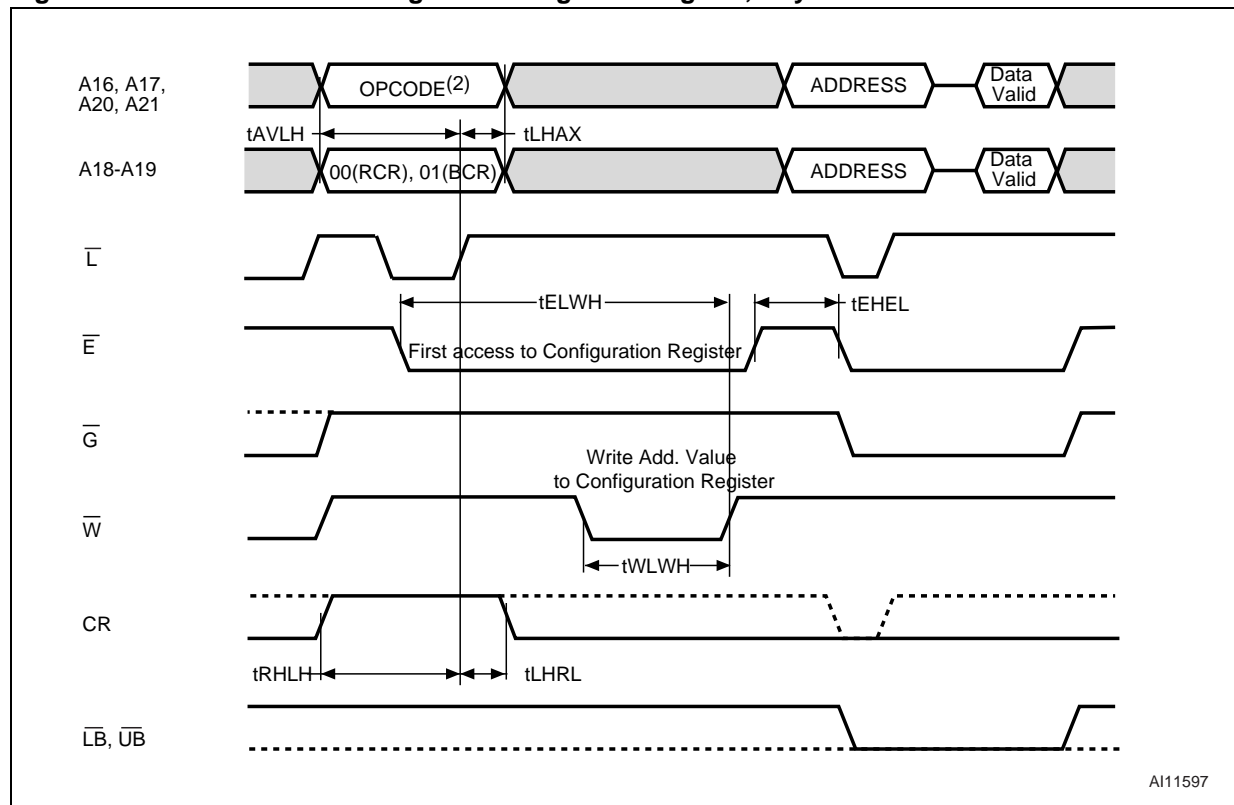 A16, A17,
A20, A21
OPCODE(2)
ADDRESS
Data
Valid
tAVLH
tLHAX
A18-A19
00(RCR), 01(BCR)
ADDRESS
Data
Valid
L
tELWH
tEHEL
E
First access to Configuration Register
G
Write Add. Value
to Configuration Register
W
tWLWH
CR
tRHLH
tLHRL
LB, UB
AI11597